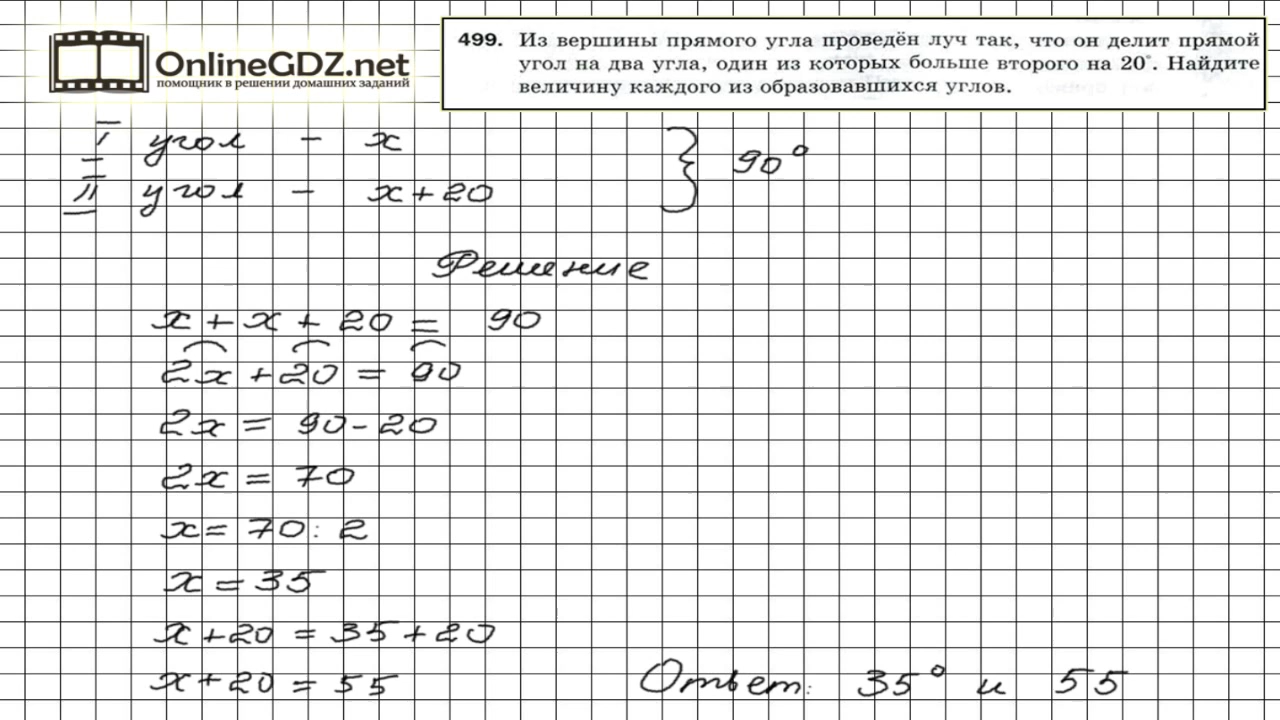 OnlineGDZ.net
помощник в решении домашних заданий
499. Из вершины прямого угла проведён луч так, что он делит прямой
угол на два угла, один из которых больше второго на 20°. Найдите
величину каждого из образовавшихся углов.
I угол - x
II угол - x+20
} 90°
Решение
x + x + 20 = 90
2x + 20 = 90
2x = 90-20
2x = 70
x = 70 : 2
x = 35
x + 20 = 35 + 20
x + 20 = 55
Ответ: 35° и 55